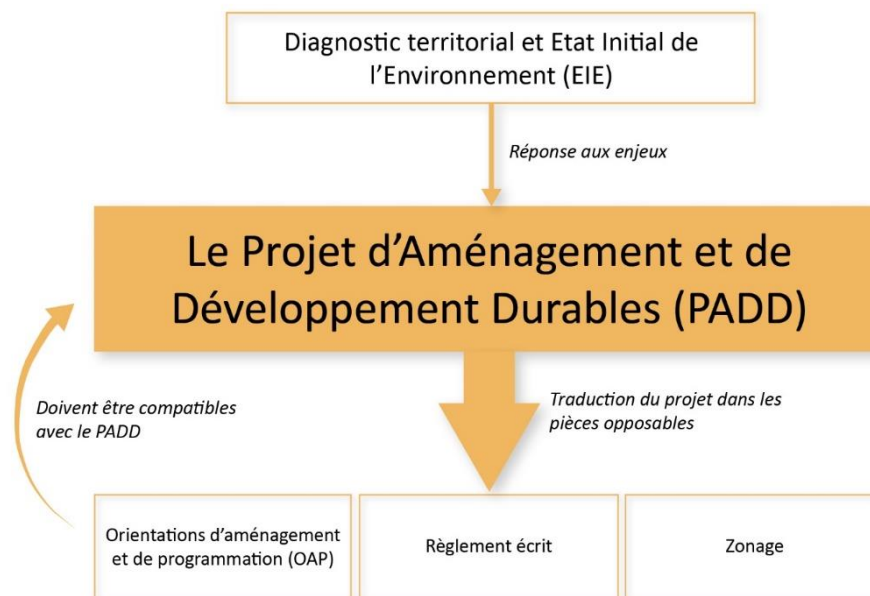 Diagnostic territorial et Etat Initial de
l'Environnement (EIE)
Réponse aux enjeux
Le Projet d'Aménagement et de
Développement Durables (PADD)
Doivent être compatibles
avec le PADD
Traduction du projet dans les
pièces opposables
Orientations d'aménagement
et de programmation (OAP)
Règlement écrit
Zonage